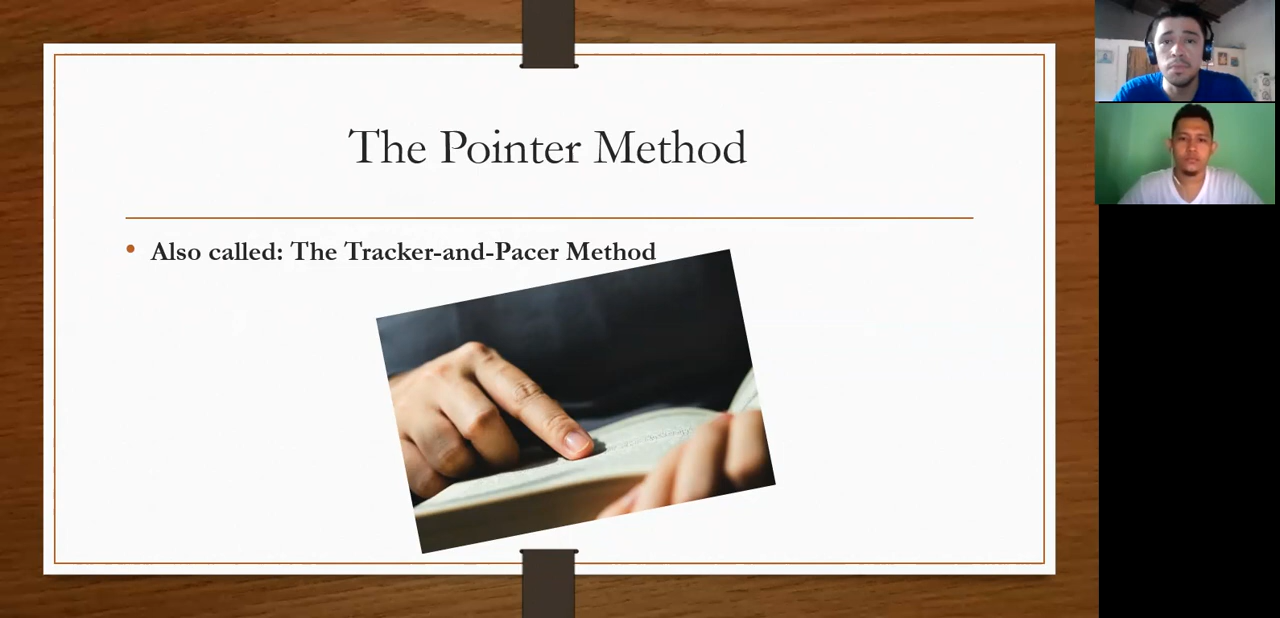 The Pointer Method
Also called: The Tracker-and-Pacer Method